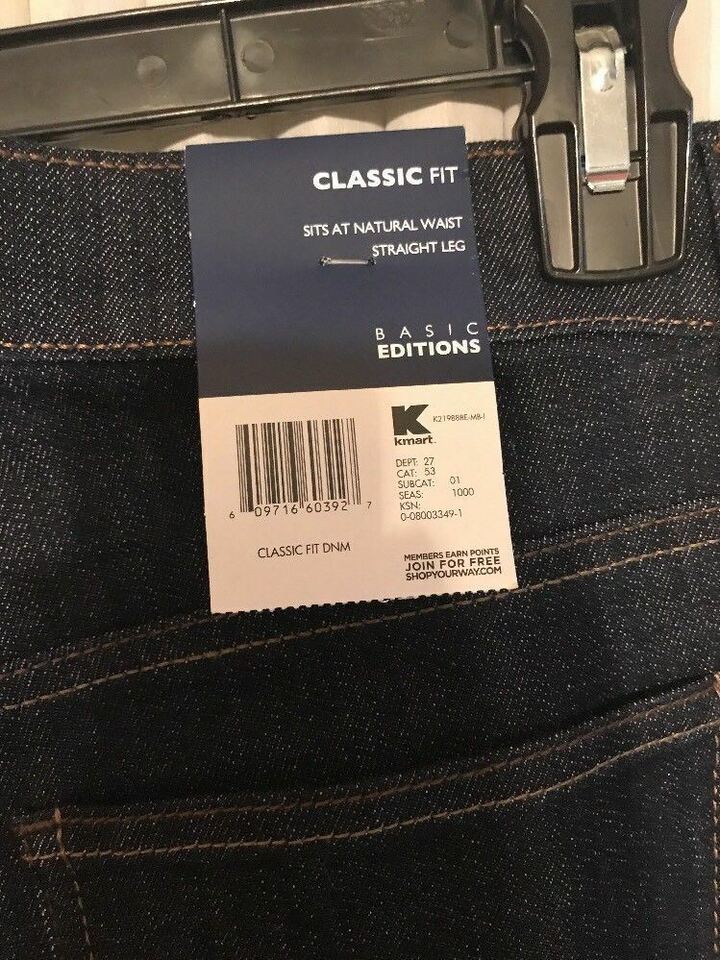 CLASSIC FIT
SITS AT NATURAL WAIST
STRAIGHT LEG
BASIC
EDITIONS
K kmart.
K219BBRE-MB-I
DEPT: 27
CAT: 53
SUBCAT: 01
SEAS: 1000
KSN:
0-08003349-1
6 09716 60392 7
CLASSIC FIT DNM
MEMBERS EARN POINTS
JOIN FOR FREE
SHOPYOURWAY.COM